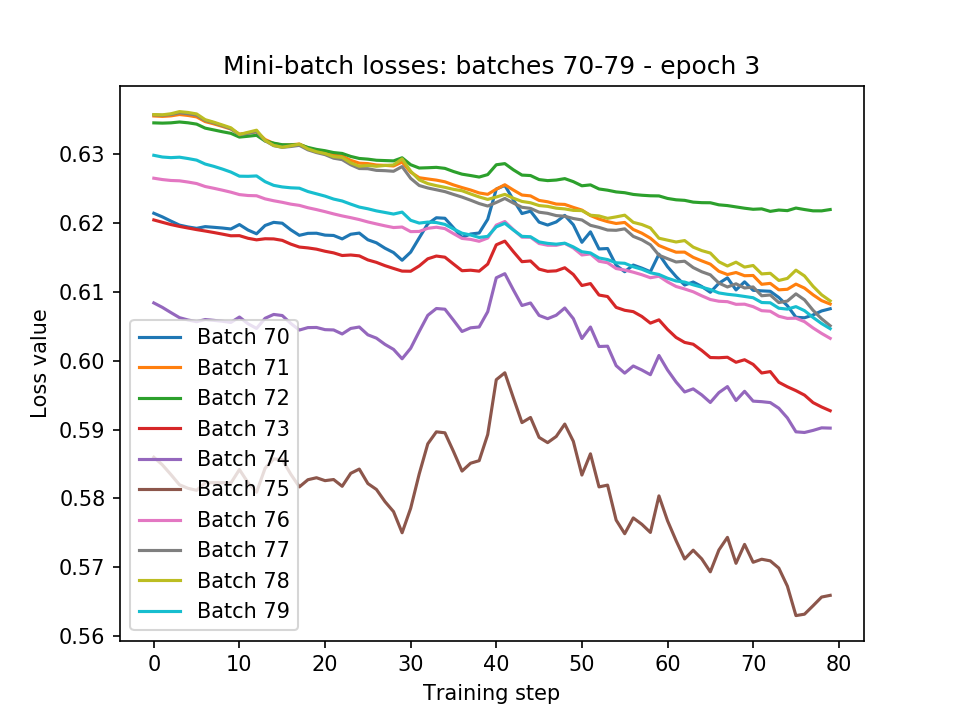 Mini-batch losses: batches 70-79 - epoch 3
Loss value
0.63
0.62
0.61
0.60
0.59
0.58
0.57
0.56
Batch 70
Batch 71
Batch 72
Batch 73
Batch 74
Batch 75
Batch 76
Batch 77
Batch 78
Batch 79
0 10 20 30 40 50 60 70 80
Training step